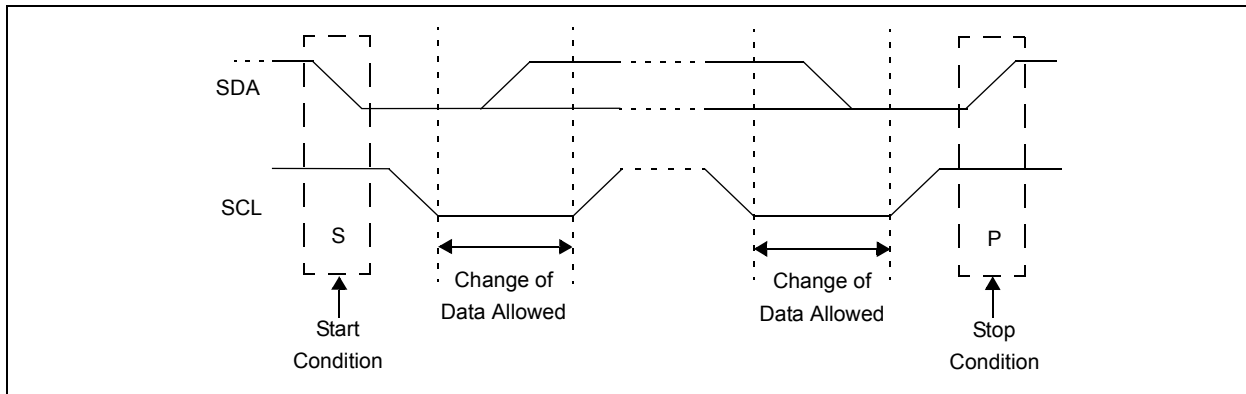 SDA
SCL
S
P
Change of
Data Allowed
Change of
Data Allowed
Start
Condition
Stop
Condition